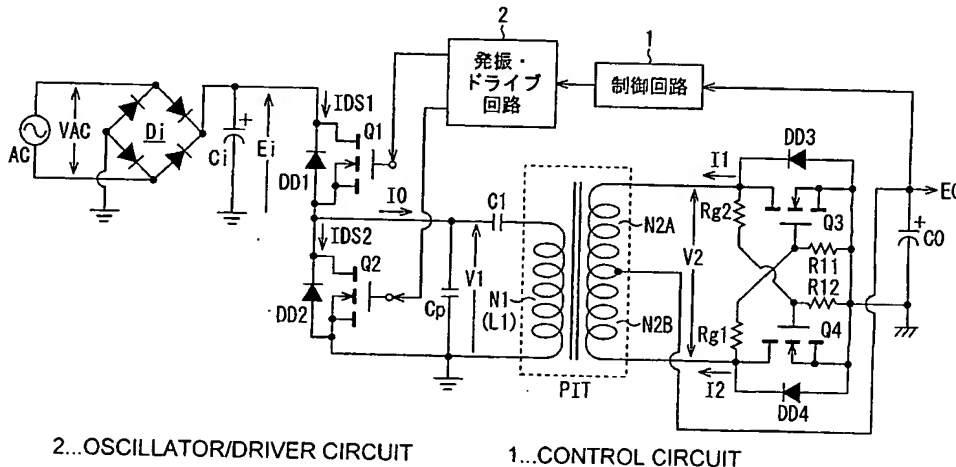 2
1
発振・
ドライブ
回路
制御回路
IDS1
Q1
DD3
VAC
Di
Ci
Ei
DD1
I1
AC
I0
C1
Rg2
Q3
EO
N2A
CO
IDS2
Q2
V1
V2
R11
R12
DD2
Cp
N1
(L1)
N2B
Rg1
Q4
PIT
I2
DD4
2...OSCILLATOR/DRIVER CIRCUIT
1...CONTROL CIRCUIT